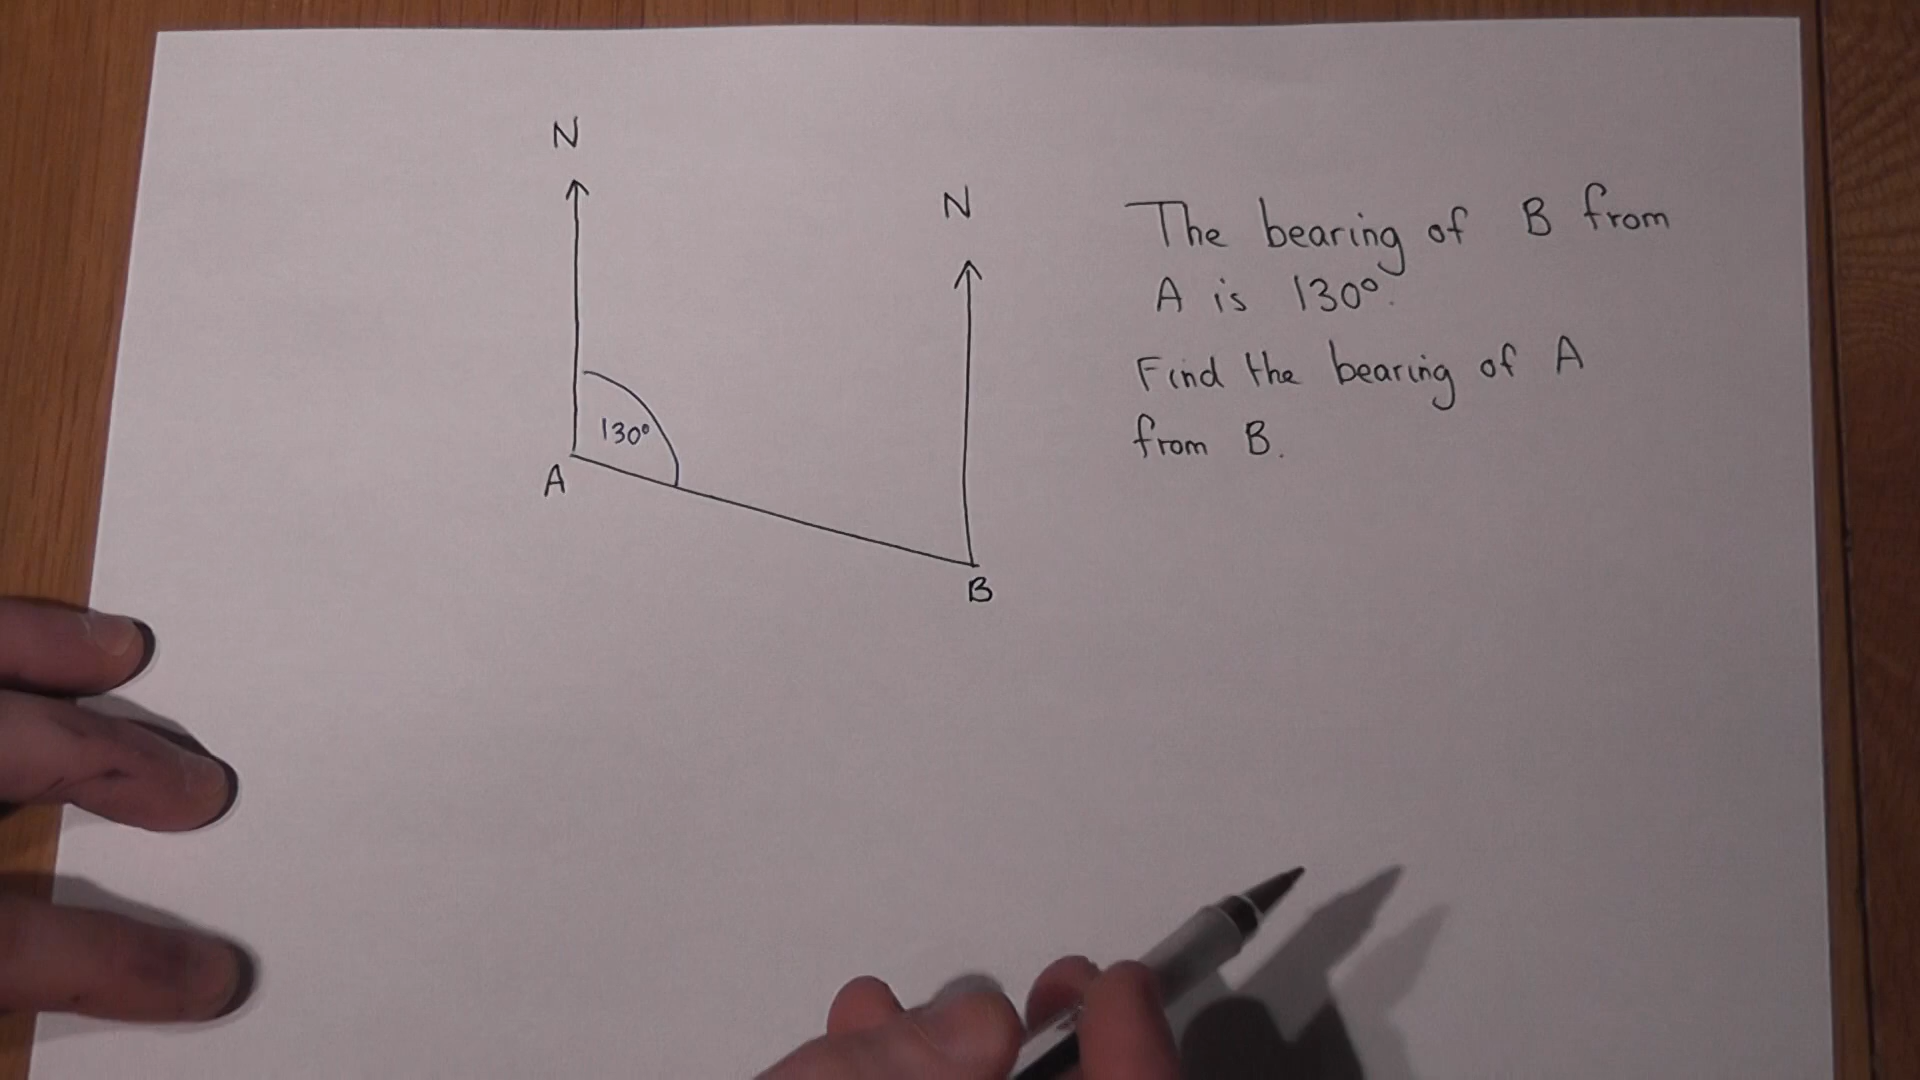 N
N
The bearing of B from
A is 130°.
Find the bearing of A
from B.
130°
A
B